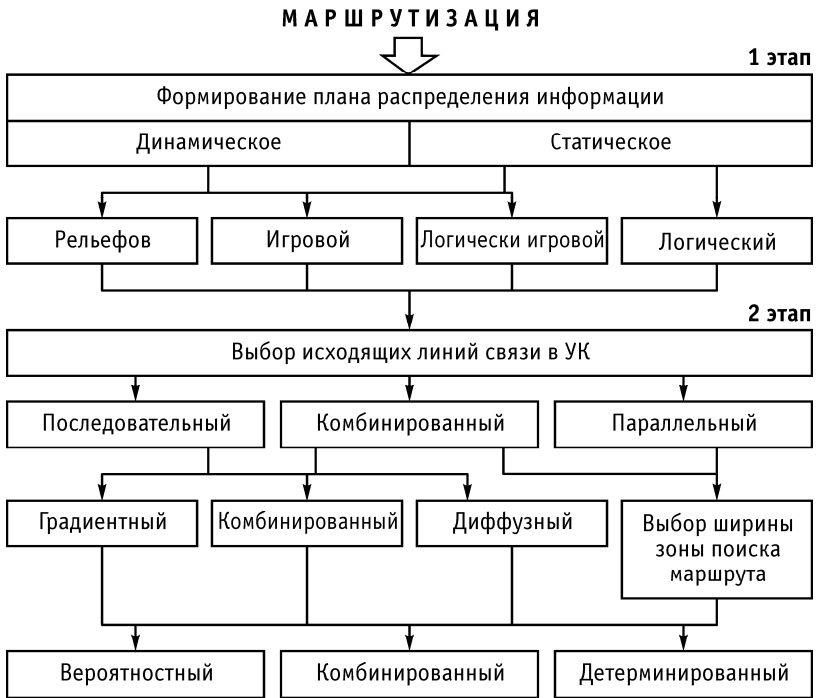 МАРШРУТИЗАЦИЯ
1 этап
Формирование плана распределения информации
Динамическое
Статическое
Рельефов
Игровой
Логически игровой
Логический
2 этап
Выбор исходящих линий связи в УК
Последовательный
Комбинированный
Параллельный
Градиентный
Комбинированный
Диффузный
Выбор ширины
зоны поиска
маршрута
Вероятностный
Комбинированный
Детерминированный